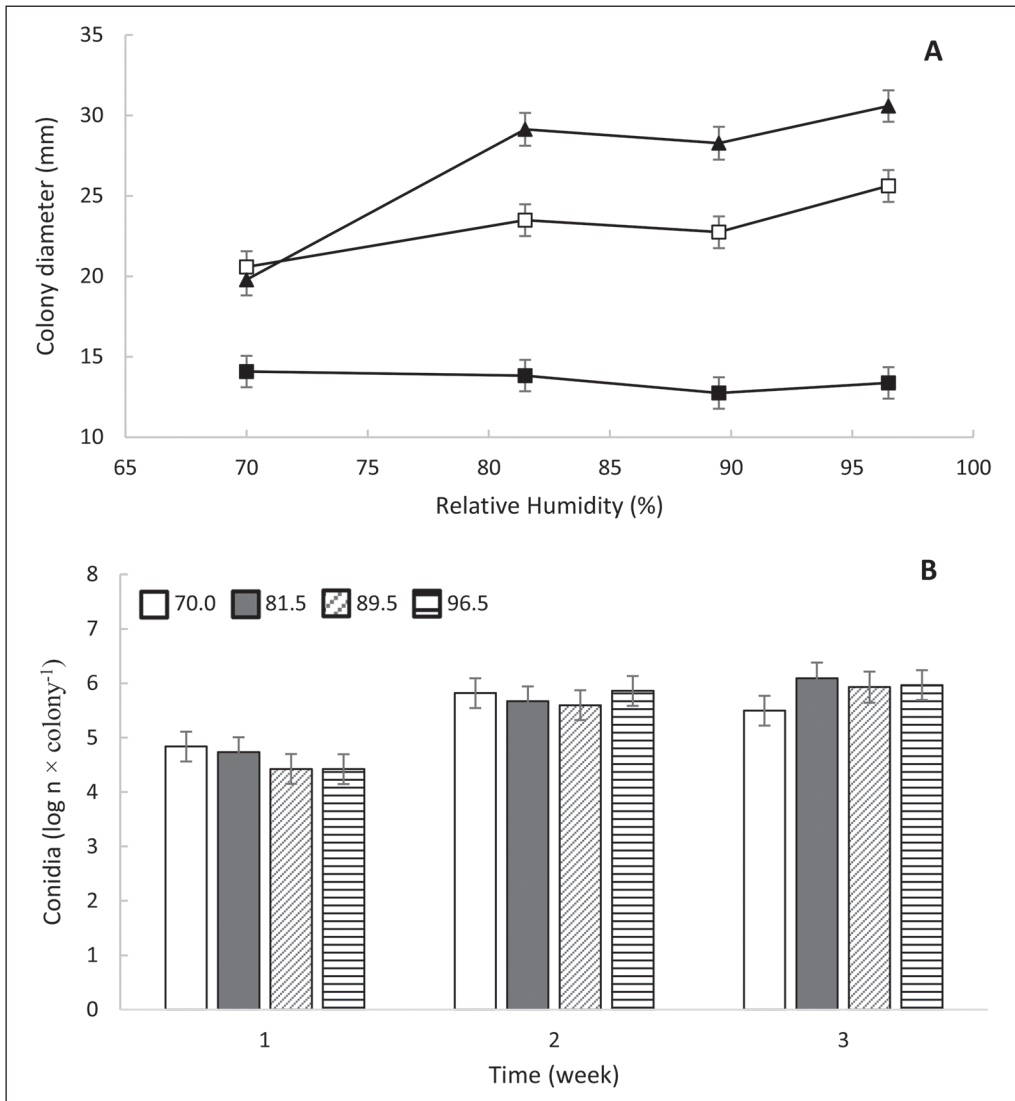 A
35
30
25
20
15
10
65 70 75 80 85 90 95 100
Colony diameter (mm)
Relative Humidity (%)
B
70.0 81.5 89.5 96.5
8
7
6
5
4
3
2
1
0
1 2 3
Conidia (log n × colony⁻¹)
Time (week)